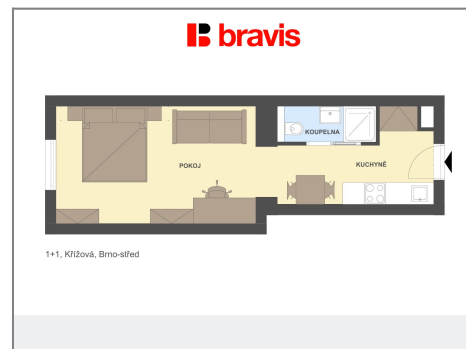 bravis
KOUPELNA
POKOJ
KUCHYNĚ
1+1, Křížová, Brno-střed